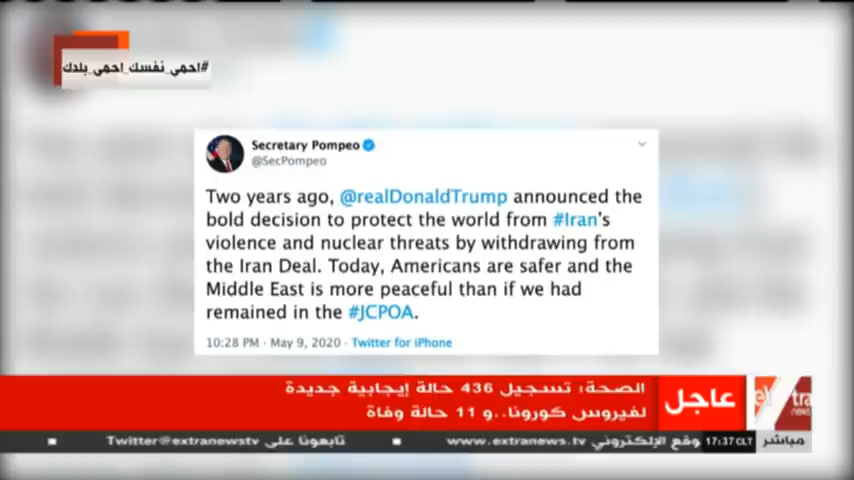 #احمي_نفسك_احمي_بلدك
Secretary Pompeo
@SecPompeo
Two years ago, @realDonaldTrump announced the
bold decision to protect the world from #Iran's
violence and nuclear threats by withdrawing from
the Iran Deal. Today, Americans are safer and the
Middle East is more peaceful than if we had
remained in the #JCPOA.
10:28 PM · May 9, 2020 · Twitter for iPhone
عاجل
الصحة: تسجيل 436 حالة إيجابية جديدة
لفيروس كورونا..و 11 حالة وفاة
مباشر
17:37 CLT
وقع الإلكتروني www.extranews.tv
تابعونا على Twitter@extranewstv